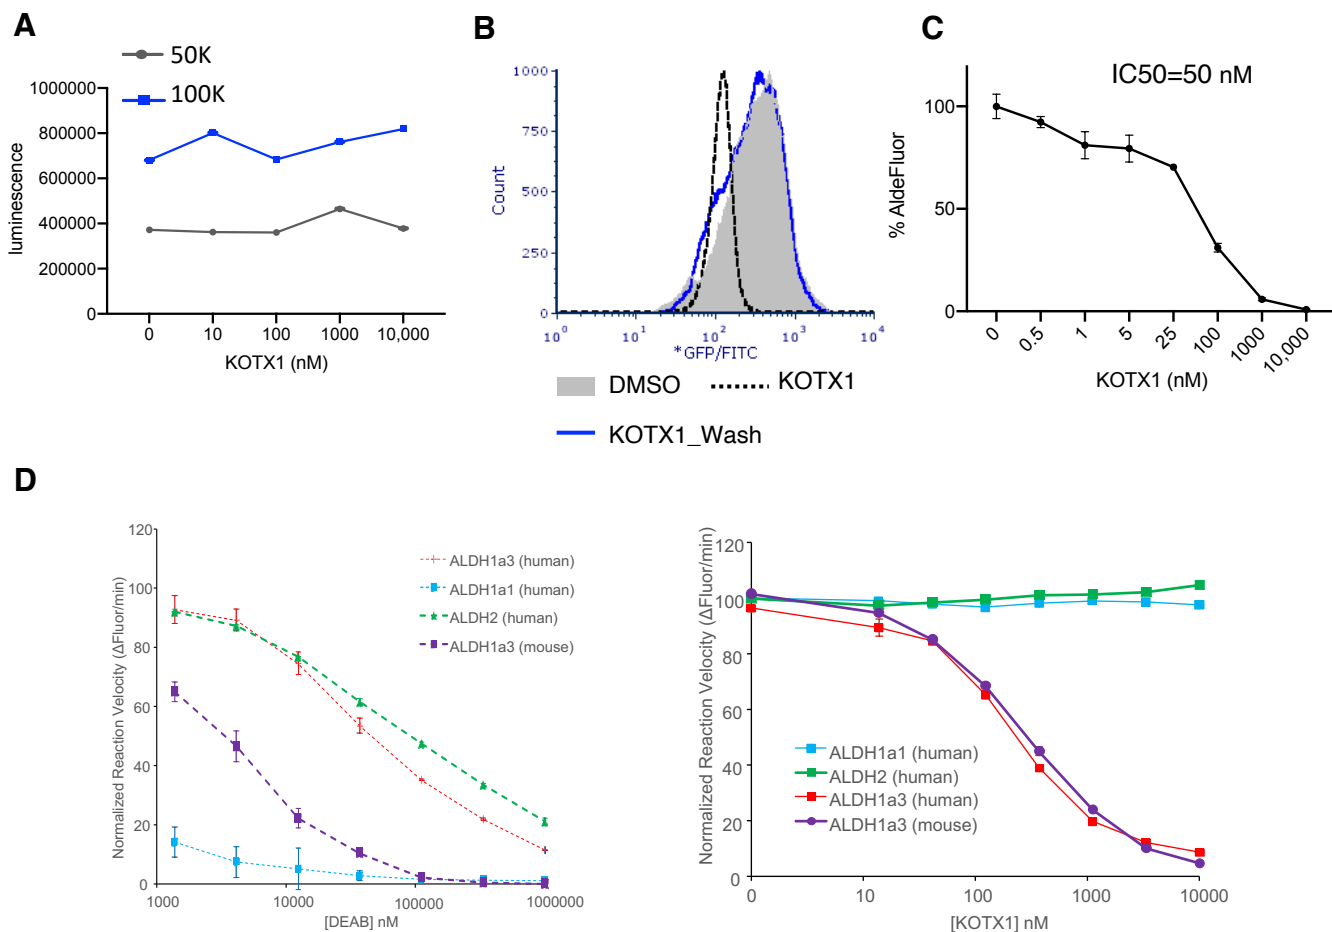 A
50K
100K
1000000
800000
600000
400000
200000
0
luminescence
0 10 100 1000 10,000
KOTX1 (nM)
B
1000
750
500
250
0
Count
10^0 10^1 10^2 10^3 10^4
*GFP/FITC
DMSO KOTX1
KOTX1_Wash
C
IC50=50 nM
100
50
0
% AldeFluor
0 0.5 1 5 25 100 1000 10,000
KOTX1 (nM)
D
120
100
80
60
40
20
0
Normalized Reaction Velocity (ΔFluor/min)
ALDH1a3 (human)
ALDH1a1 (human)
ALDH2 (human)
ALDH1a3 (mouse)
1000 10000 100000 1000000
[DEAB] nM
120
100
80
60
40
20
0
Normalized Reaction Velocity (ΔFluor/min)
ALDH1a1 (human)
ALDH2 (human)
ALDH1a3 (human)
ALDH1a3 (mouse)
0 10 100 1000 10000
[KOTX1] nM